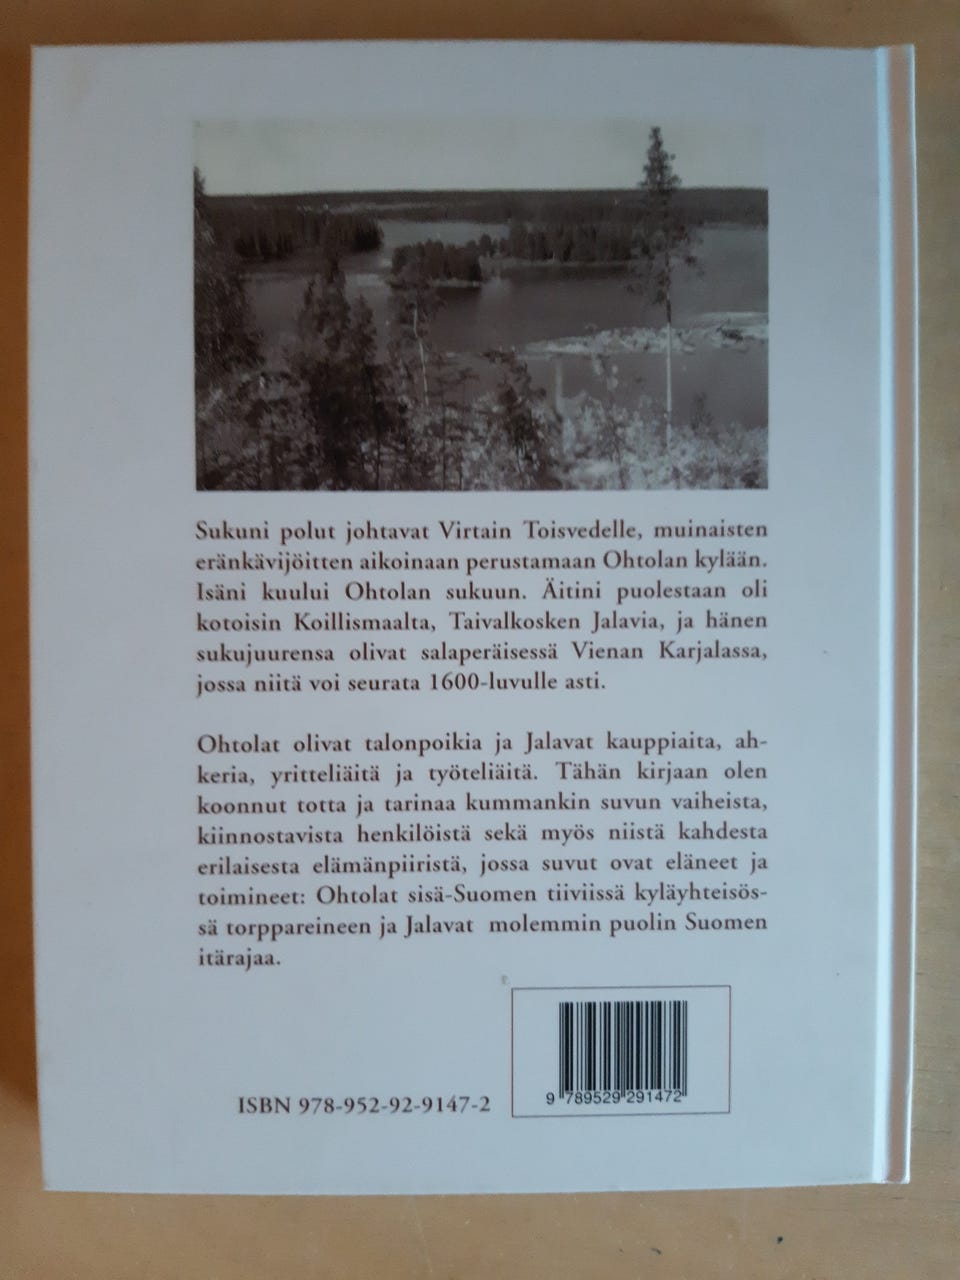 Sukuni polut johtavat Virtain Toisvedelle, muinaisten
eränkävijöitten aikoinaan perustamaan Ohtolan kylään.
Isäni kuului Ohtolan sukuun. Äitini puolestaan oli
kotoisin Koillismaalta, Taivalkosken Jalavia, ja hänen
sukujuurensa olivat salaperäisessä Vienan Karjalassa,
jossa niitä voi seurata 1600-luvulle asti.
Ohtolat olivat talonpoikia ja Jalavat kauppiaita, ah-
keria, yritteliäitä ja työteliäitä. Tähän kirjaan olen
koonnut totta ja tarinaa kummankin suvun vaiheista,
kiinnostavista henkilöistä sekä myös niistä kahdesta
erilaisesta elämänpiiristä, jossa suvut ovat eläneet ja
toimineet: Ohtolat sisä-Suomen tiiviissä kyläyhteisös-
sä torppareineen ja Jalavat molemmin puolin Suomen
itärajaa.
ISBN 978-952-92-9147-2
9 789529 291472